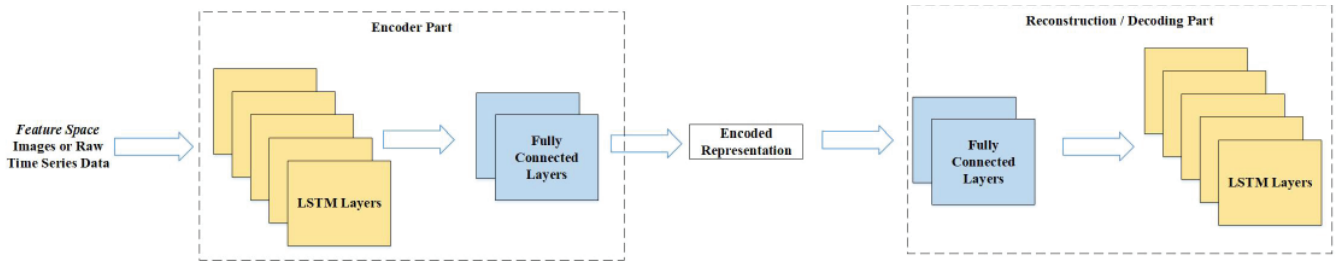 Feature Space
Images or Raw
Time Series Data
Encoder Part
LSTM Layers
Fully
Connected
Layers
Encoded
Representation
Reconstruction / Decoding Part
Fully
Connected
Layers
LSTM Layers